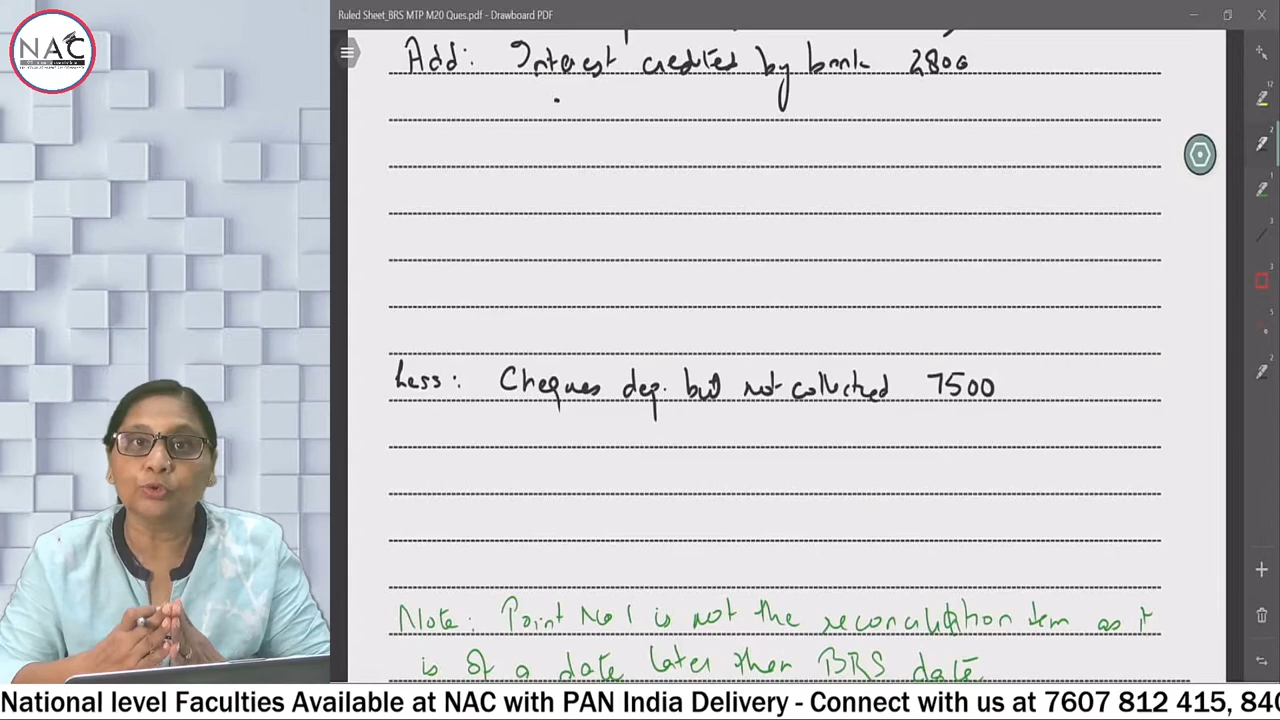 Ruled Sheet_BRS MTP M20 Ques.pdf - Drawboard PDF
NAC
Add: Interest credited by bank 2800
Less: Cheques dep. but not collected 7500
Note: Point No 1 is not the reconciliation item as it
is of a date later then BRS date
National level Faculties Available at NAC with PAN India Delivery - Connect with us at 7607 812 415, 840